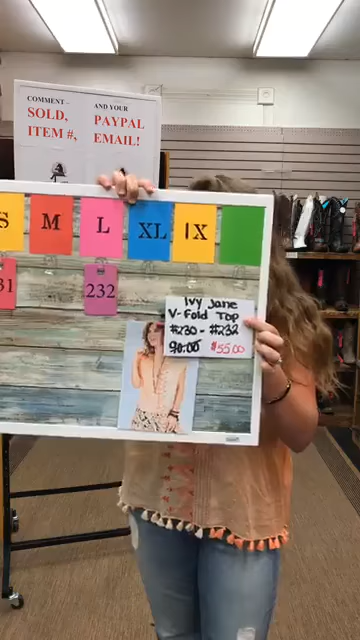 COMMENT -
SOLD,
ITEM #,
AND YOUR
PAYPAL
EMAIL!
S M L XL 1X
31 232
Ivy Jane
V-Fold Top
#230 - #232
90.00 $55.00